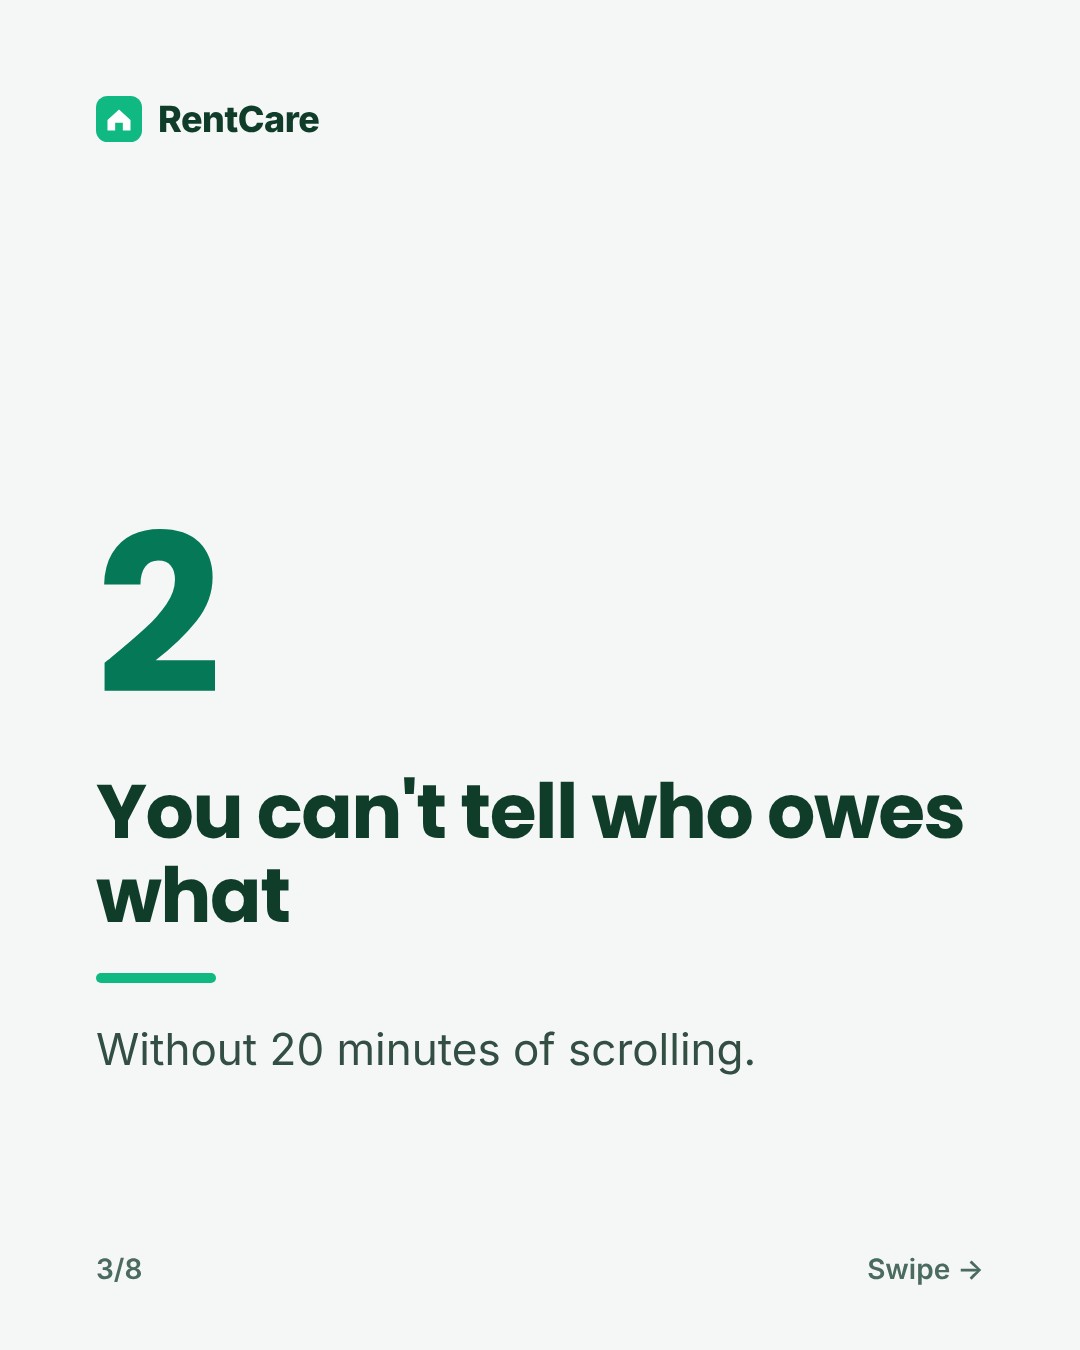 RentCare
2
You can't tell who owes
what
Without 20 minutes of scrolling.
3/8
Swipe →